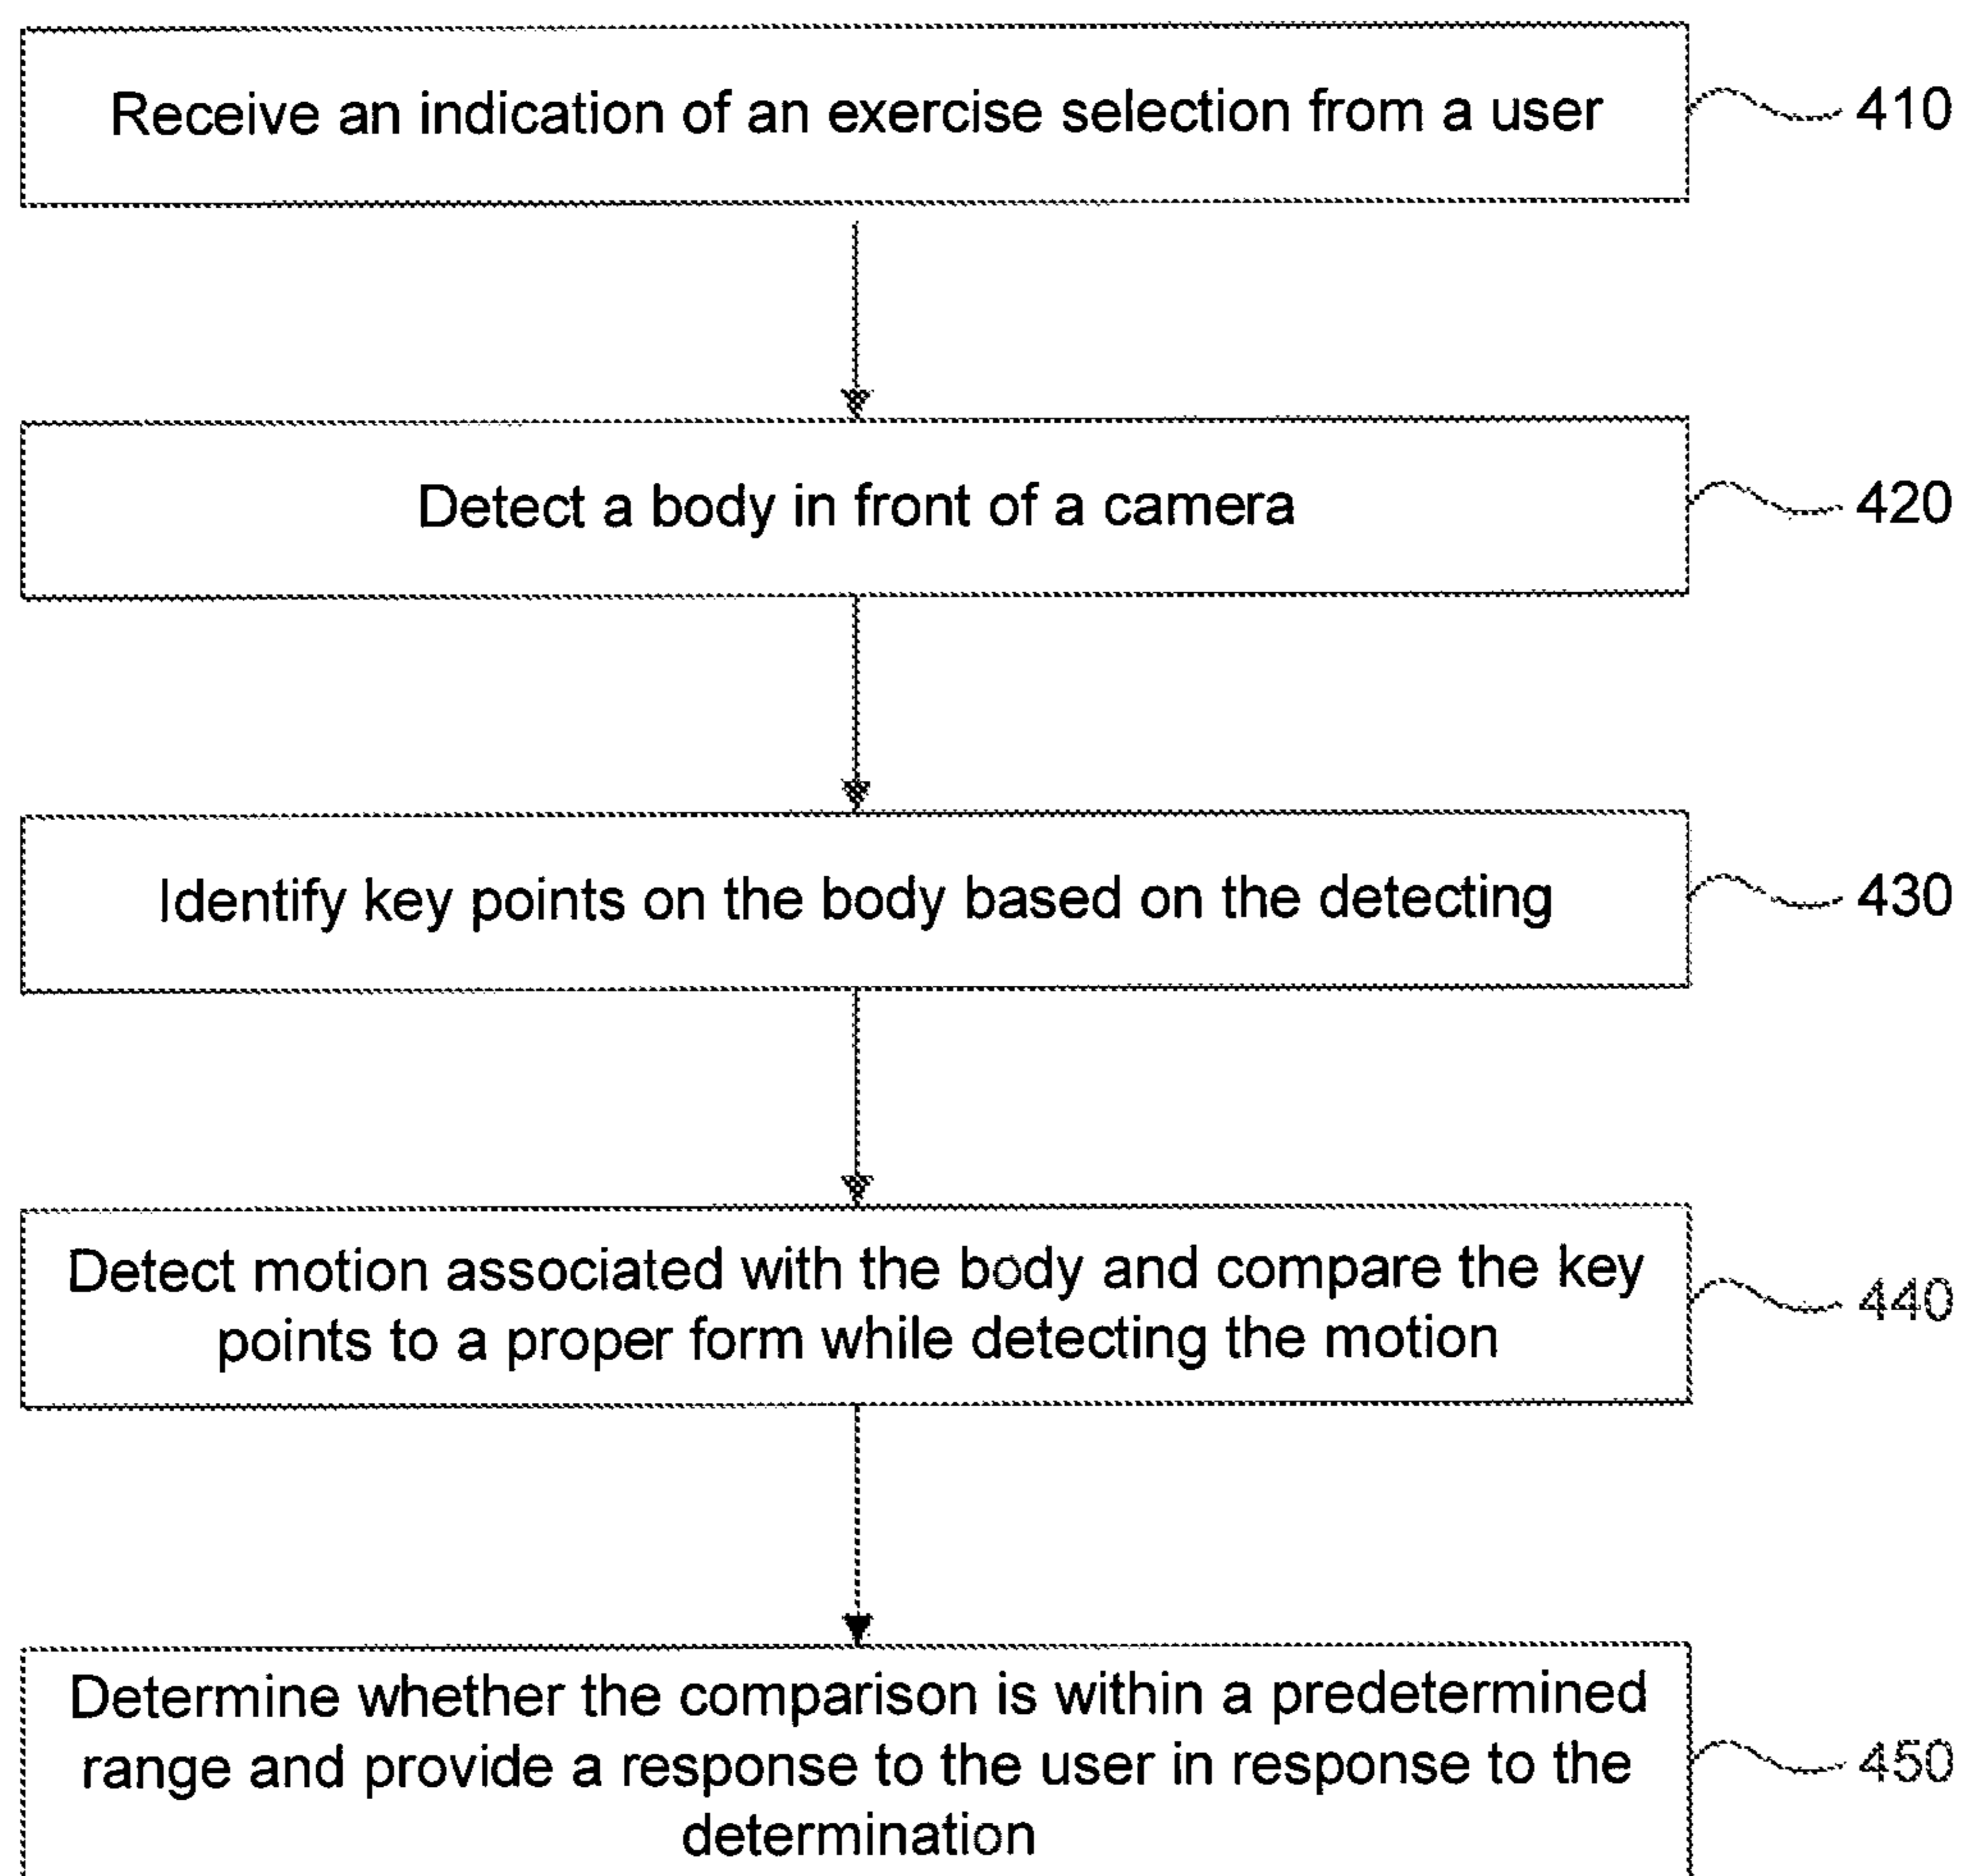 Receive an indication of an exercise selection from a user
410
Detect a body in front of a camera
420
Identify key points on the body based on the detecting
430
Detect motion associated with the body and compare the key
points to a proper form while detecting the motion
440
Determine whether the comparison is within a predetermined
range and provide a response to the user in response to the
determination
450